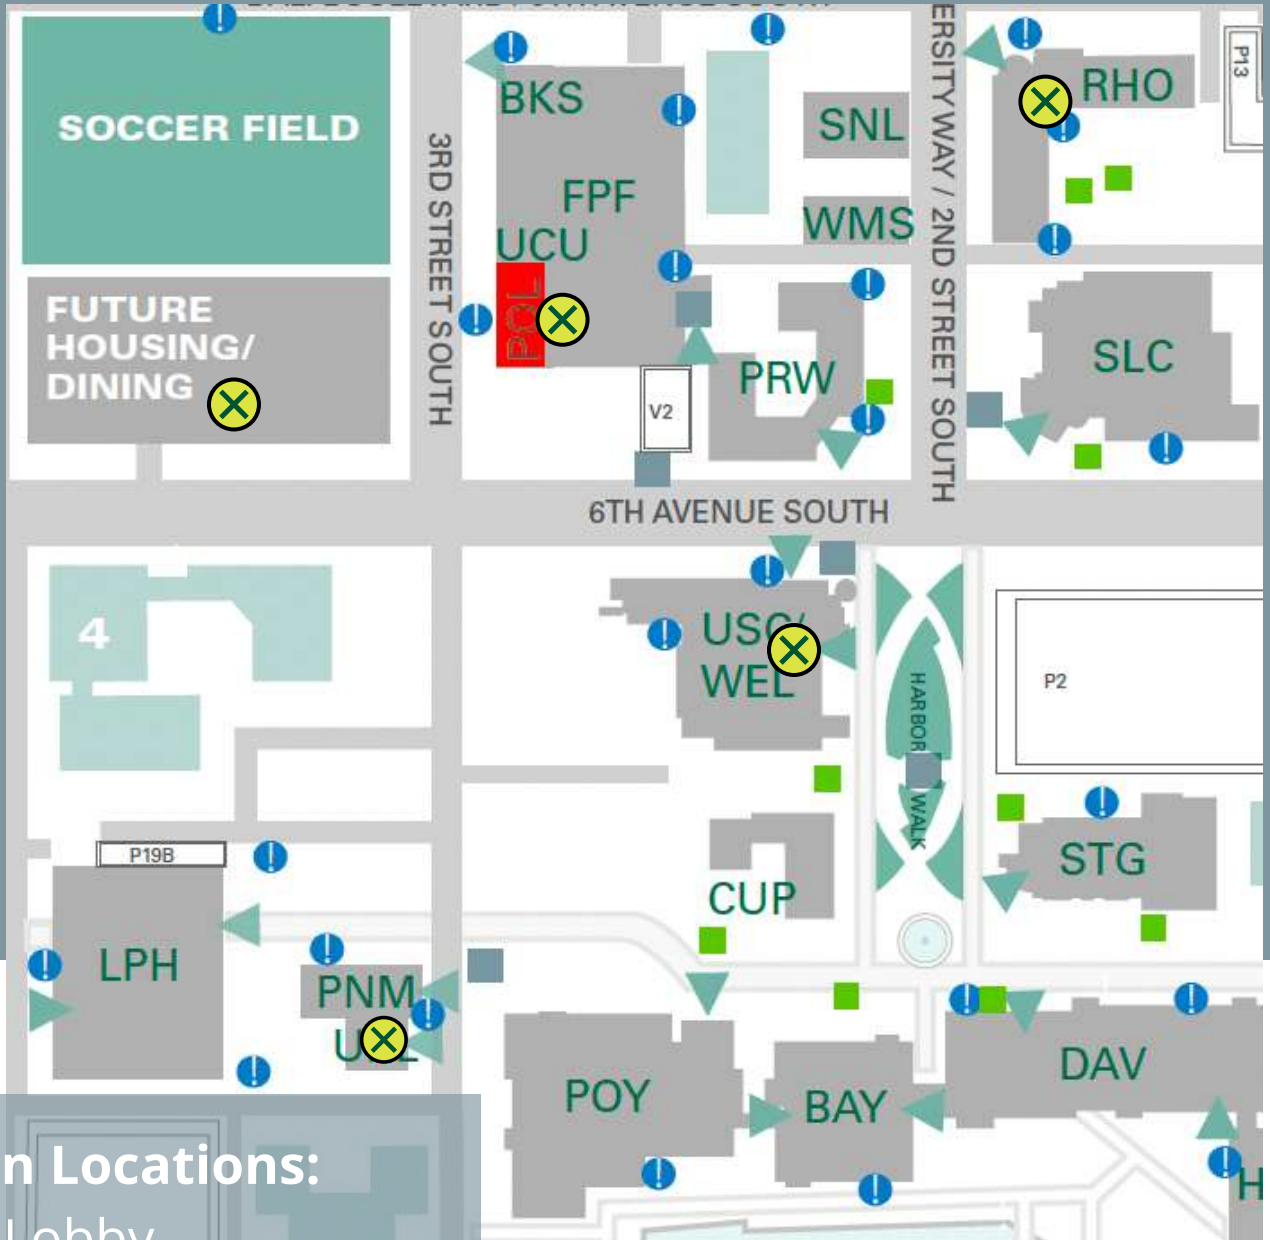 SOCCER FIELD
BKS
SNL
RHO
P13
3RD STREET SOUTH
FPF
WMS
UCU
POL
ERSITY WAY / 2ND STREET SOUTH
FUTURE
HOUSING/
DINING
PRW
SLC
V2
6TH AVENUE SOUTH
4
WEL
P2
HARBOR WALK
P19B
STG
CUP
LPH
PNM
POY
BAY
DAV
n Locations:
Lobby
H